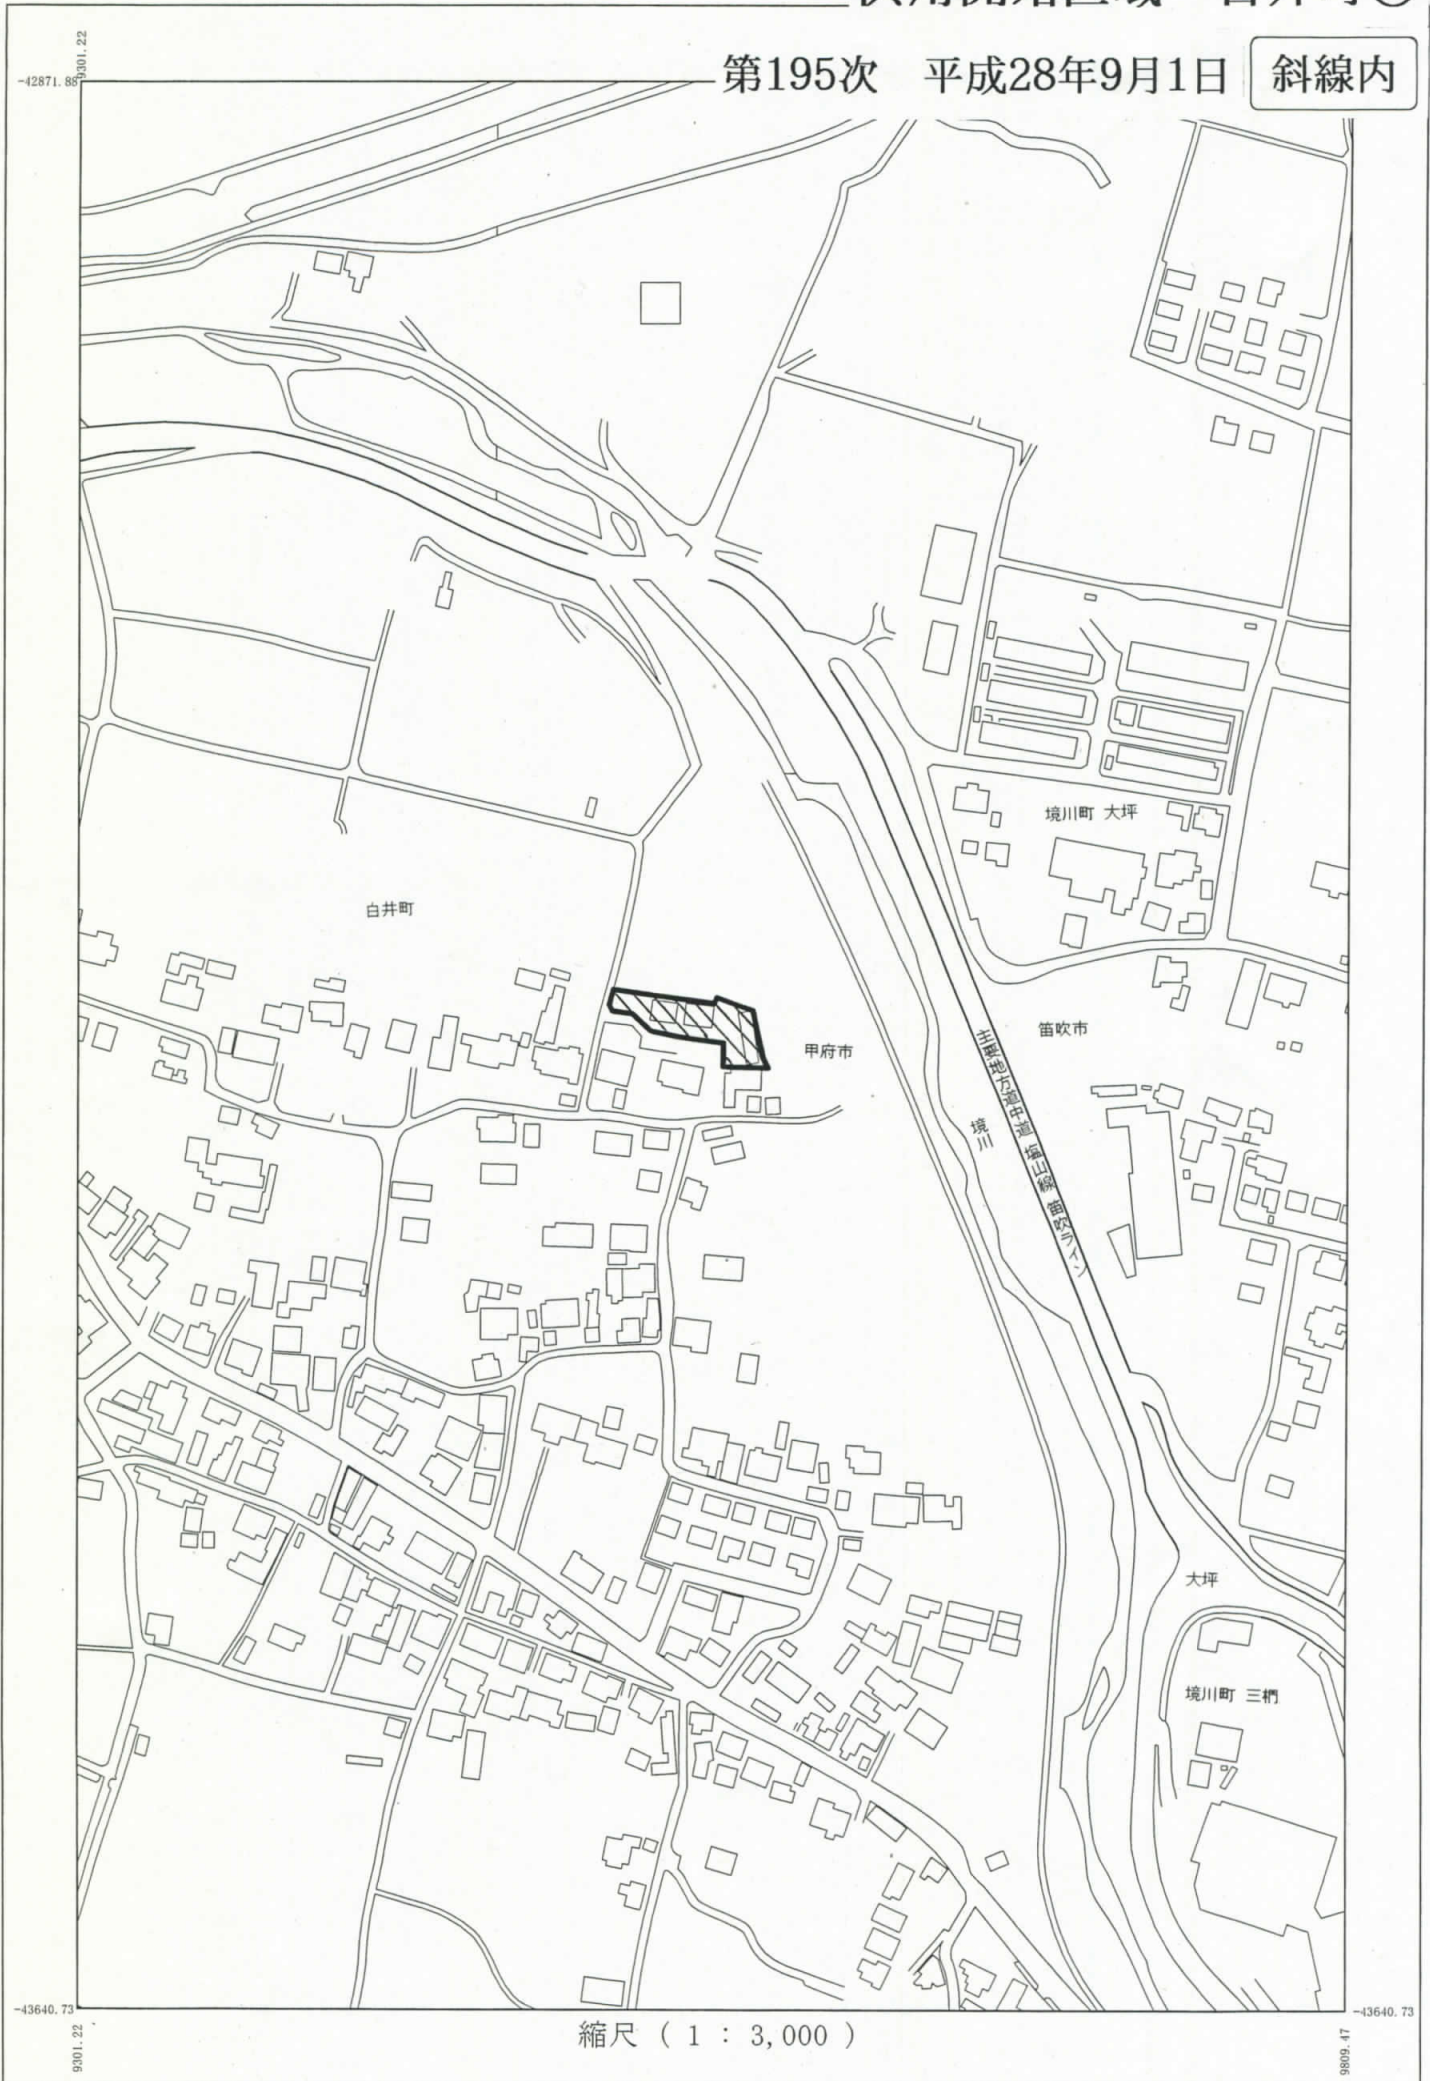 第195次 平成28年9月1日 斜線内
9301.22
-42871.88
境川町 大坪
白井町
笛吹市
甲府市
主要地方道中道 塩山線 笛吹ライン
境川
大坪
境川町 三椚
-43640.73
-43640.73
9301.22
縮尺 ( 1 : 3,000 )
9809.47